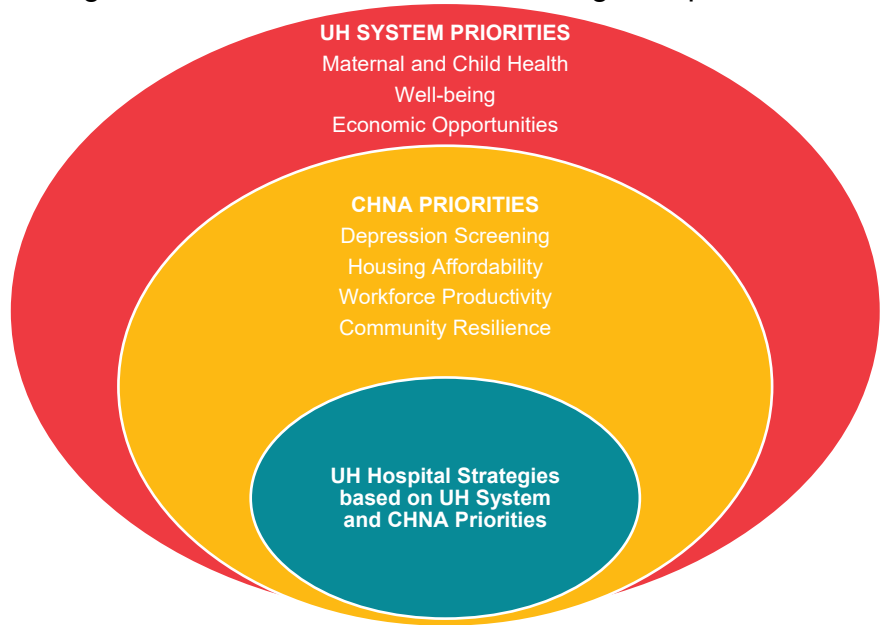 UH SYSTEM PRIORITIES
Maternal and Child Health
Well-being
Economic Opportunities
CHNA PRIORITIES
Depression Screening
Housing Affordability
Workforce Productivity
Community Resilience
UH Hospital Strategies
based on UH System
and CHNA Priorities